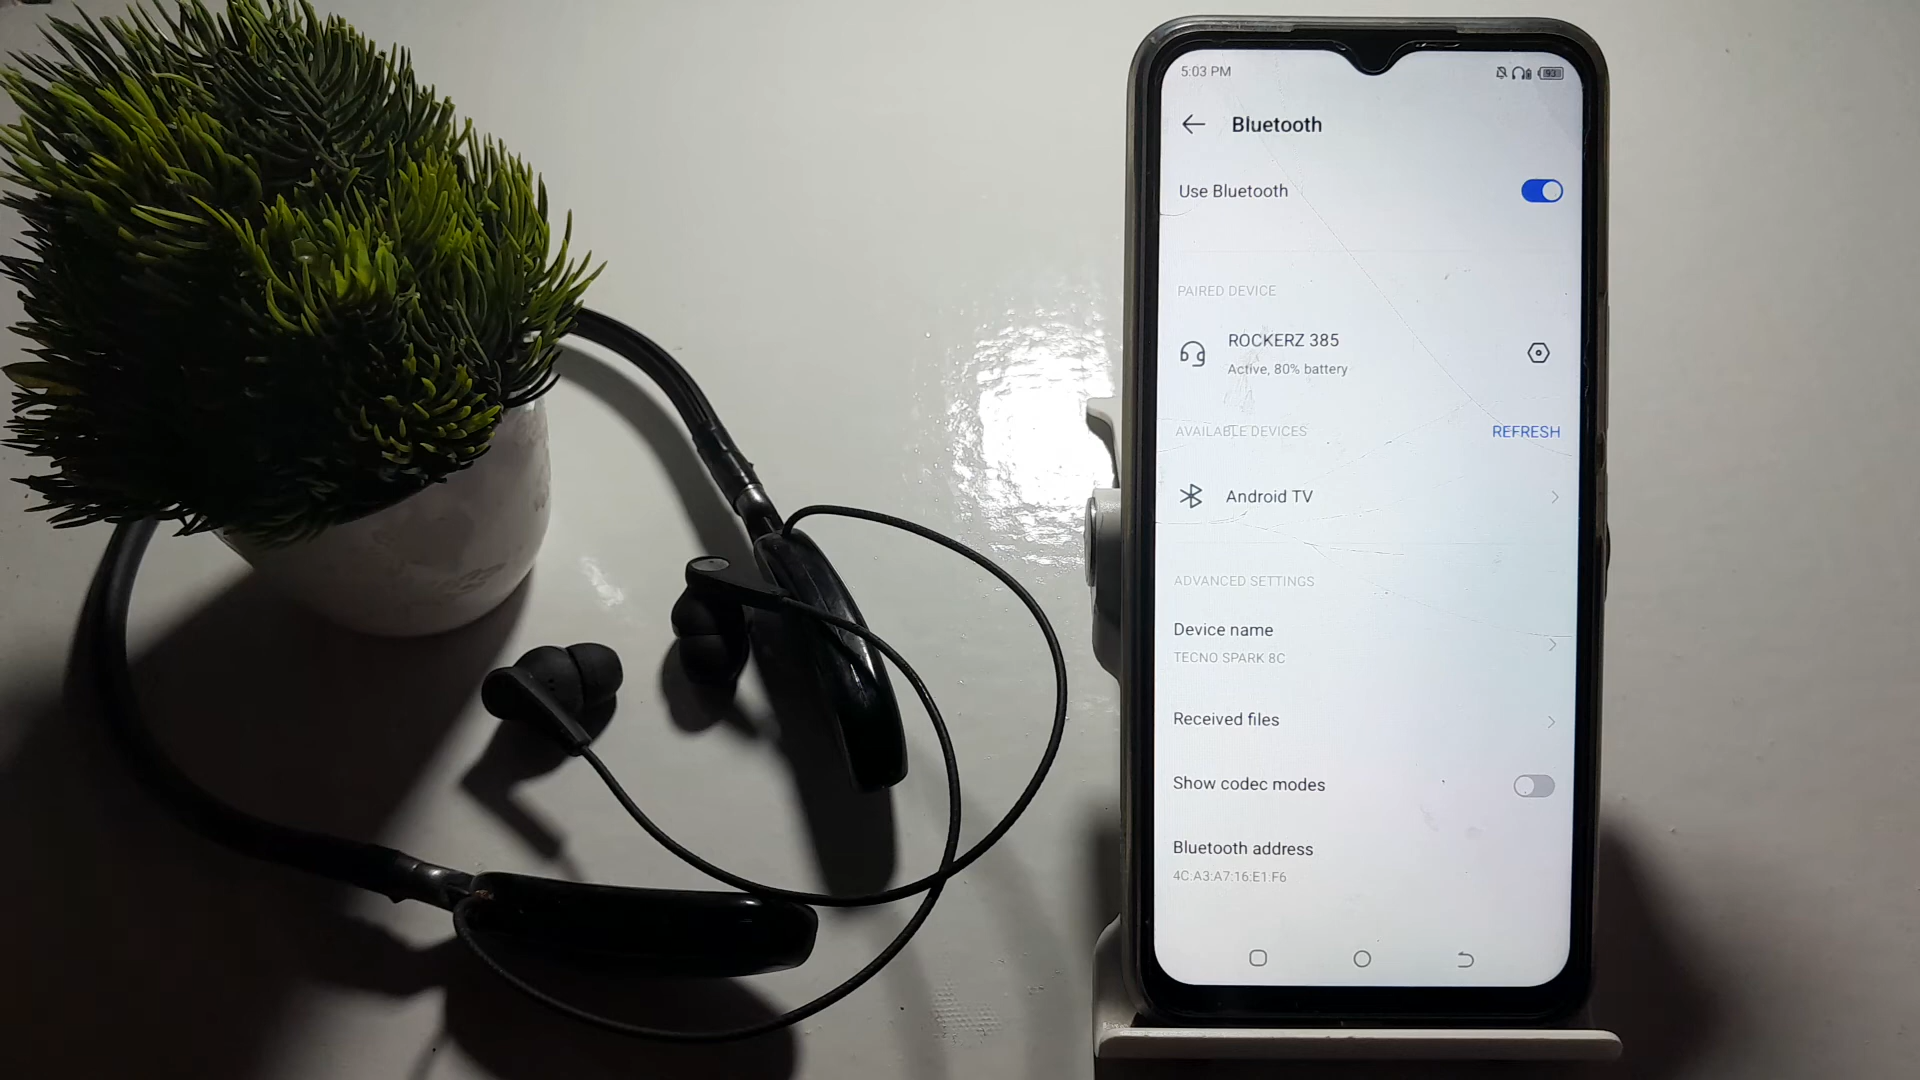 5:03 PM
93
Bluetooth
Use Bluetooth
PAIRED DEVICE
ROCKERZ 385
Active, 80% battery
AVAILABLE DEVICES
REFRESH
Android TV
ADVANCED SETTINGS
Device name
TECNO SPARK 8C
Received files
Show codec modes
Bluetooth address
4C:A3:A7:16:E1:F6